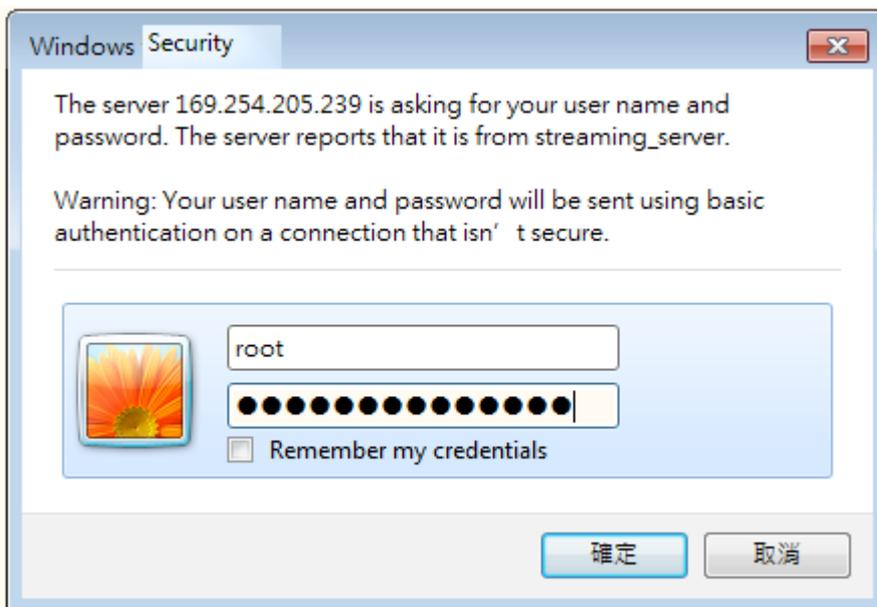 Windows Security
The server 169.254.205.239 is asking for your user name and
password. The server reports that it is from streaming_server.
Warning: Your user name and password will be sent using basic
authentication on a connection that isn’ t secure.
root
●●●●●●●●●●●●●●
Remember my credentials
確定
取消